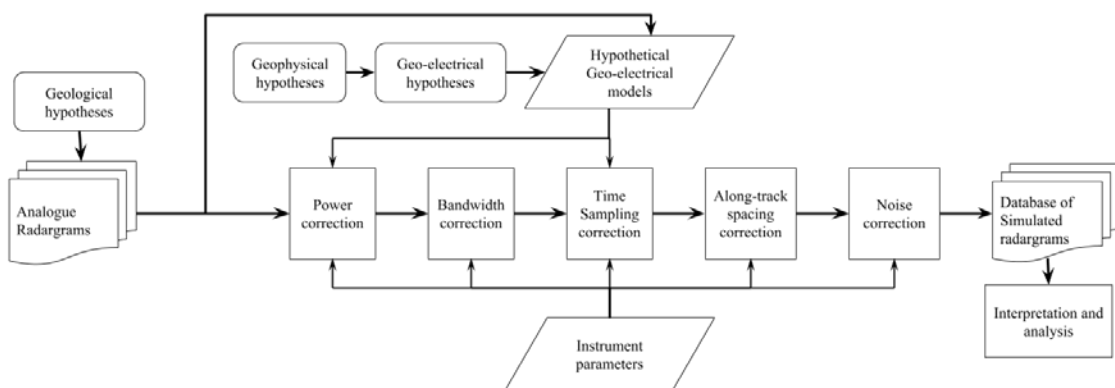 Geological
hypotheses
Geophysical
hypotheses
Geo-electrical
hypotheses
Hypothetical
Geo-electrical
models
Analogue
Radargrams
Power
correction
Bandwidth
correction
Time
Sampling
correction
Along-track
spacing
correction
Noise
correction
Database of
Simulated
radargrams
Instrument
parameters
Interpretation and
analysis